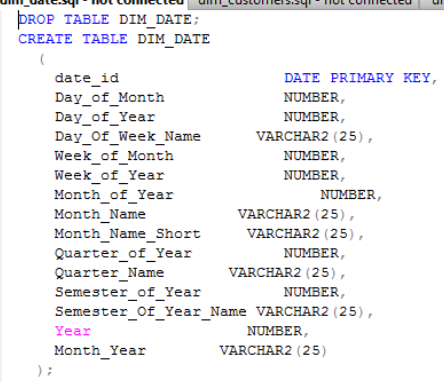 dim_date.sql - not connected dim_customers.sql - not connected
DROP TABLE DIM_DATE;
CREATE TABLE DIM_DATE
(
date_id DATE PRIMARY KEY,
Day_of_Month NUMBER,
Day_of_Year NUMBER,
Day_Of_Week_Name VARCHAR2(25),
Week_of_Month NUMBER,
Week_of_Year NUMBER,
Month_of_Year NUMBER,
Month_Name VARCHAR2(25),
Month_Name_Short VARCHAR2(25),
Quarter_of_Year NUMBER,
Quarter_Name VARCHAR2(25),
Semester_of_Year NUMBER,
Semester_Of_Year_Name VARCHAR2(25),
Year NUMBER,
Month_Year VARCHAR2(25)
);